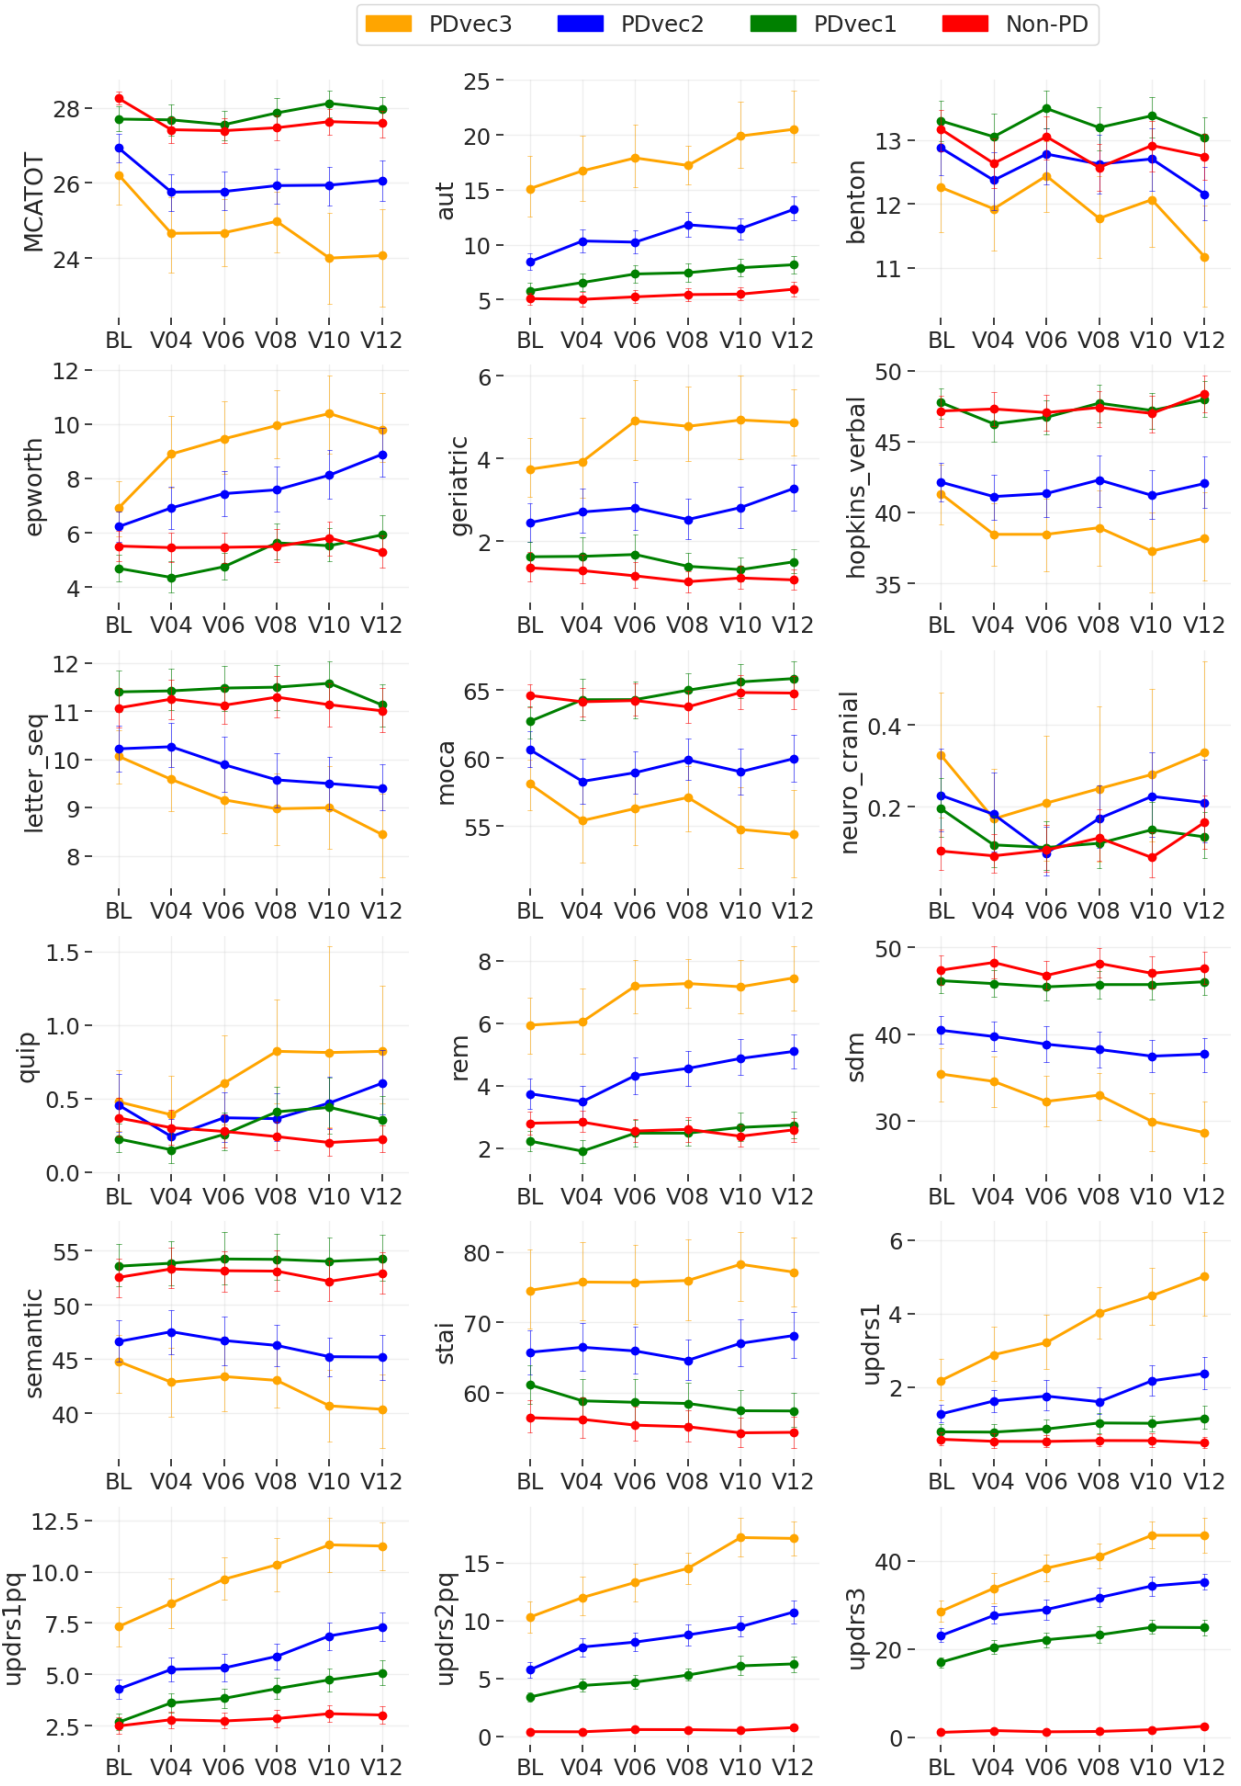 PDvec3 PDvec2 PDvec1 Non-PD
MCATOT
28
26
24
BL V04 V06 V08 V10 V12
aut
25
20
15
10
5
BL V04 V06 V08 V10 V12
benton
13
12
11
BL V04 V06 V08 V10 V12
epworth
12
10
8
6
4
BL V04 V06 V08 V10 V12
geriatric
6
4
2
BL V04 V06 V08 V10 V12
hopkins_verbal
50
45
40
35
BL V04 V06 V08 V10 V12
letter_seq
12
11
10
9
8
BL V04 V06 V08 V10 V12
moca
65
60
55
BL V04 V06 V08 V10 V12
neuro_cranial
0.4
0.2
BL V04 V06 V08 V10 V12
quip
1.5
1.0
0.5
0.0
BL V04 V06 V08 V10 V12
rem
8
6
4
2
BL V04 V06 V08 V10 V12
sdm
50
40
30
BL V04 V06 V08 V10 V12
semantic
55
50
45
40
BL V04 V06 V08 V10 V12
stai
80
70
60
BL V04 V06 V08 V10 V12
updrs1
6
4
2
BL V04 V06 V08 V10 V12
updrs1pq
12.5
10.0
7.5
5.0
2.5
BL V04 V06 V08 V10 V12
updrs2pq
15
10
5
0
BL V04 V06 V08 V10 V12
updrs3
40
20
0
BL V04 V06 V08 V10 V12